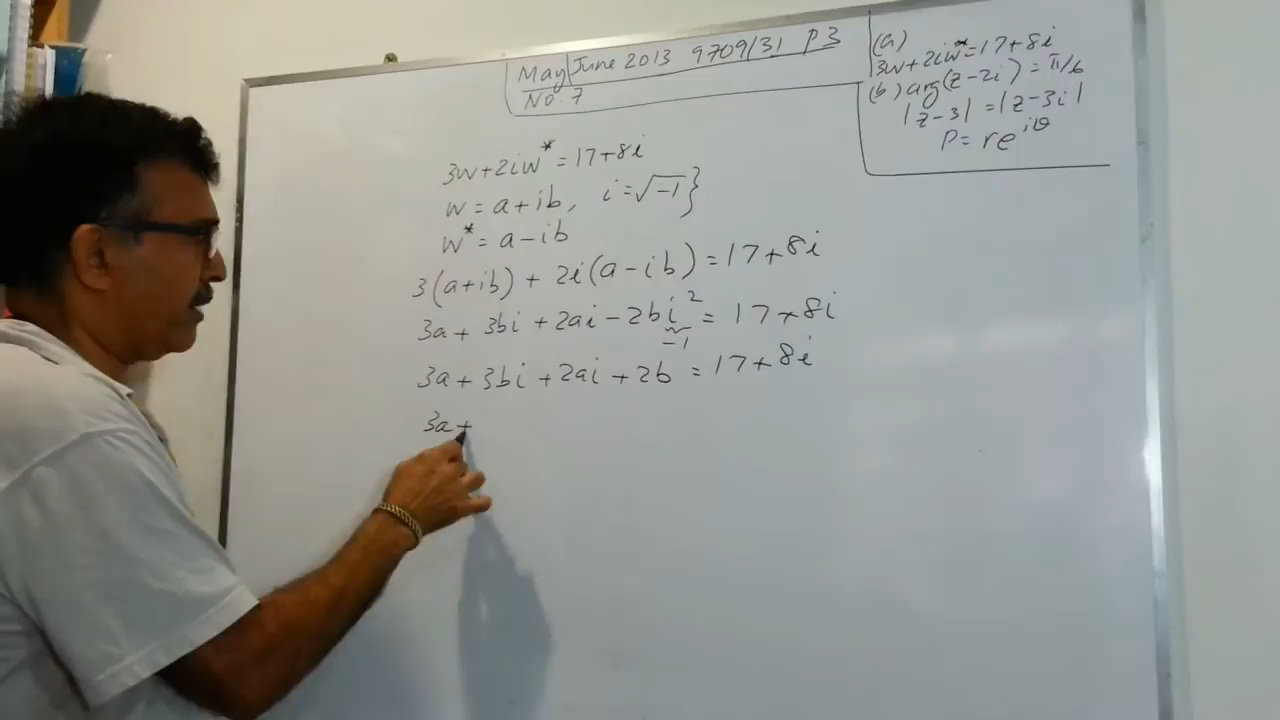 May/June 2013 9709/31 P3
No. 7
(a)
3w+2iw*=17+8i
(b) arg(z-2i) = π/6
|z-3| = |z-3i|
P = re^{iθ}
3w+2iw*=17+8i
w = a+ib, i=√-1}
w* = a-ib
3(a+ib) + 2i(a-ib) = 17+8i
3a + 3bi + 2ai - 2bi² = 17+8i
-1
3a + 3bi + 2ai + 2b = 17+8i
3a +